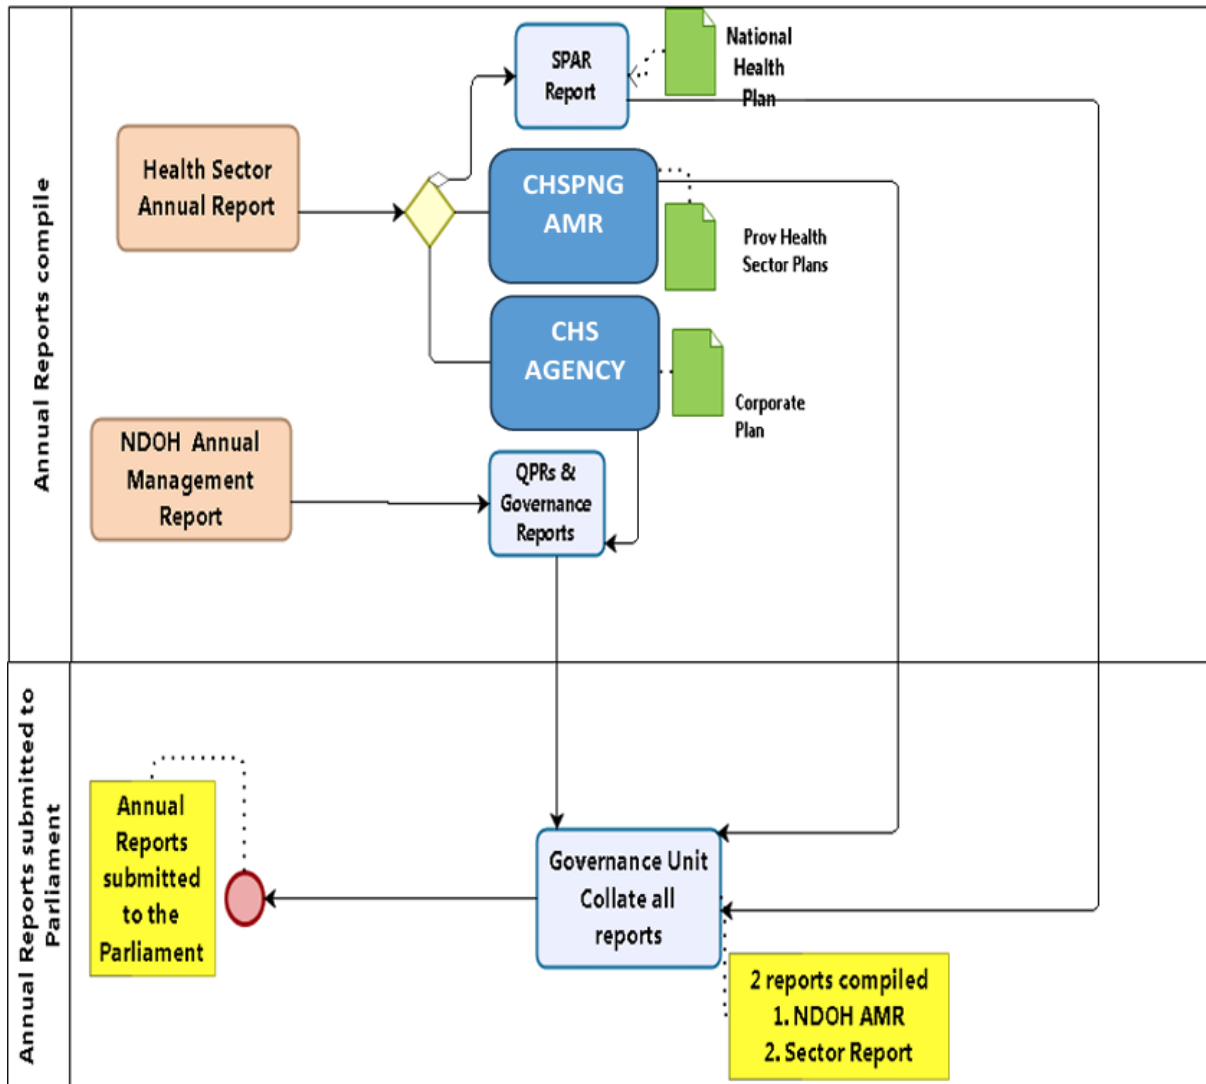 Annual Reports compile
SPAR
Report
National
Health
Plan
Health Sector
Annual Report
CHSPNG
AMR
Prov Health
Sector Plans
CHS
AGENCY
Corporate
Plan
NDOH Annual
Management
Report
QPRs &
Governance
Reports
Annual Reports submitted to
Parliament
Annual
Reports
submitted
to the
Parliament
Governance Unit
Collate all
reports
2 reports compiled
1. NDOH AMR
2. Sector Report